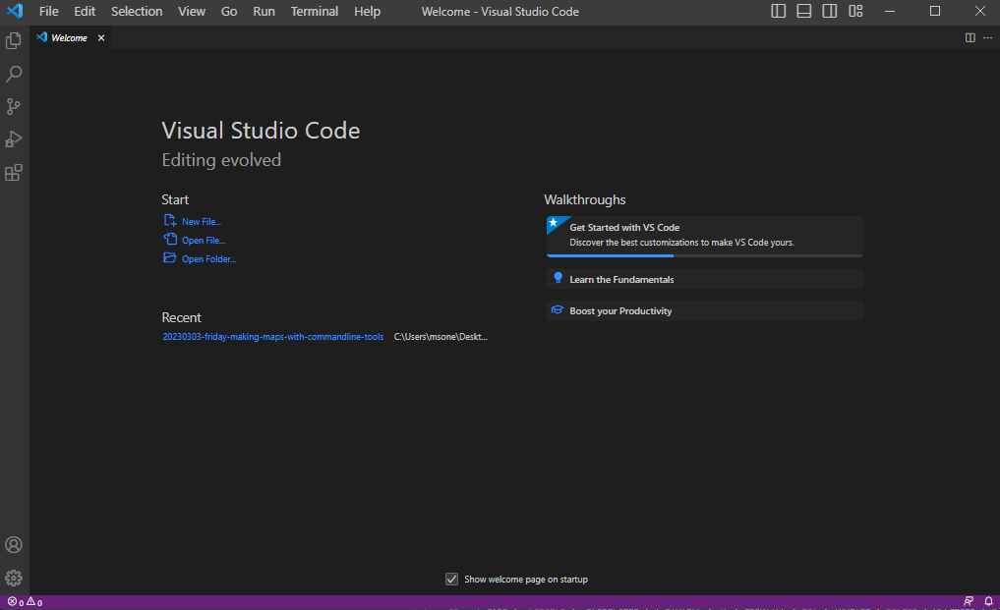 File Edit Selection View Go Run Terminal Help Welcome - Visual Studio Code
Welcome
Visual Studio Code
Editing evolved
Start
New File...
Open File...
Open Folder...
Recent
20230303-friday-making-maps-with-commandline-tools C:\Users\msone\Deskt...
Walkthroughs
Get Started with VS Code
Discover the best customizations to make VS Code yours.
Learn the Fundamentals
Boost your Productivity
Show welcome page on startup
0 0